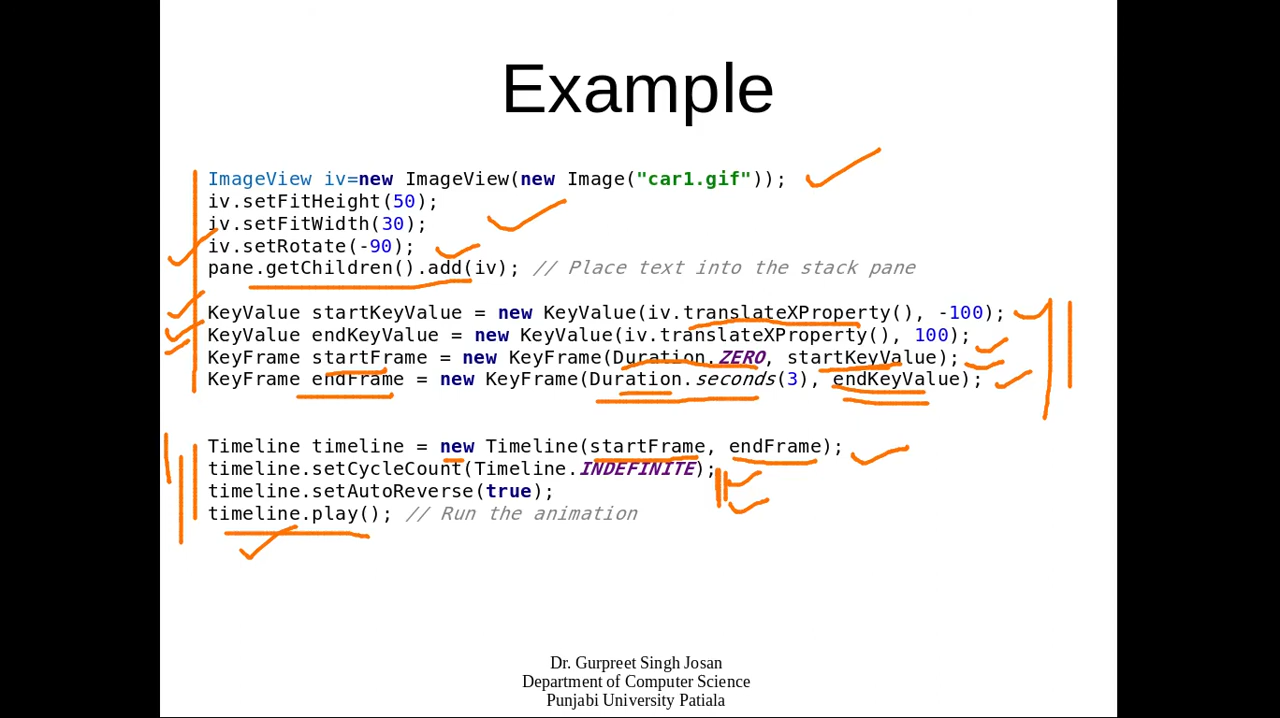 Example
ImageView iv=new ImageView(new Image("car1.gif"));
iv.setFitHeight(50);
iv.setFitWidth(30);
iv.setRotate(-90);
pane.getChildren().add(iv); // Place text into the stack pane
KeyValue startKeyValue = new KeyValue(iv.translateXProperty(), -100);
KeyValue endKeyValue = new KeyValue(iv.translateXProperty(), 100);
KeyFrame startFrame = new KeyFrame(Duration.ZERO, startKeyValue);
KeyFrame endFrame = new KeyFrame(Duration.seconds(3), endKeyValue);
Timeline timeline = new Timeline(startFrame, endFrame);
timeline.setCycleCount(Timeline.INDEFINITE);
timeline.setAutoReverse(true);
timeline.play(); // Run the animation
Dr. Gurpreet Singh Josan
Department of Computer Science
Punjabi University Patiala